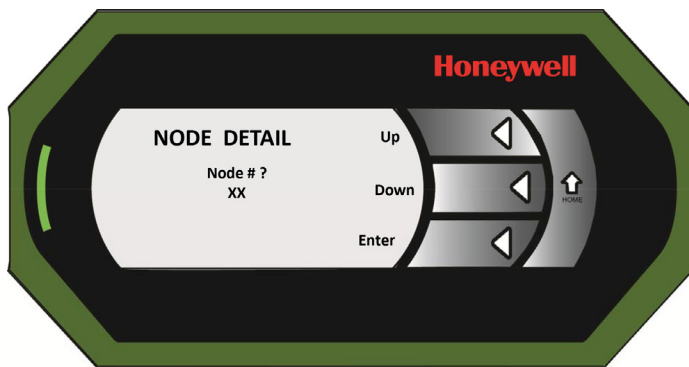 Honeywell
NODE DETAIL
Up
Node # ?
XX
Down
HOME
Enter